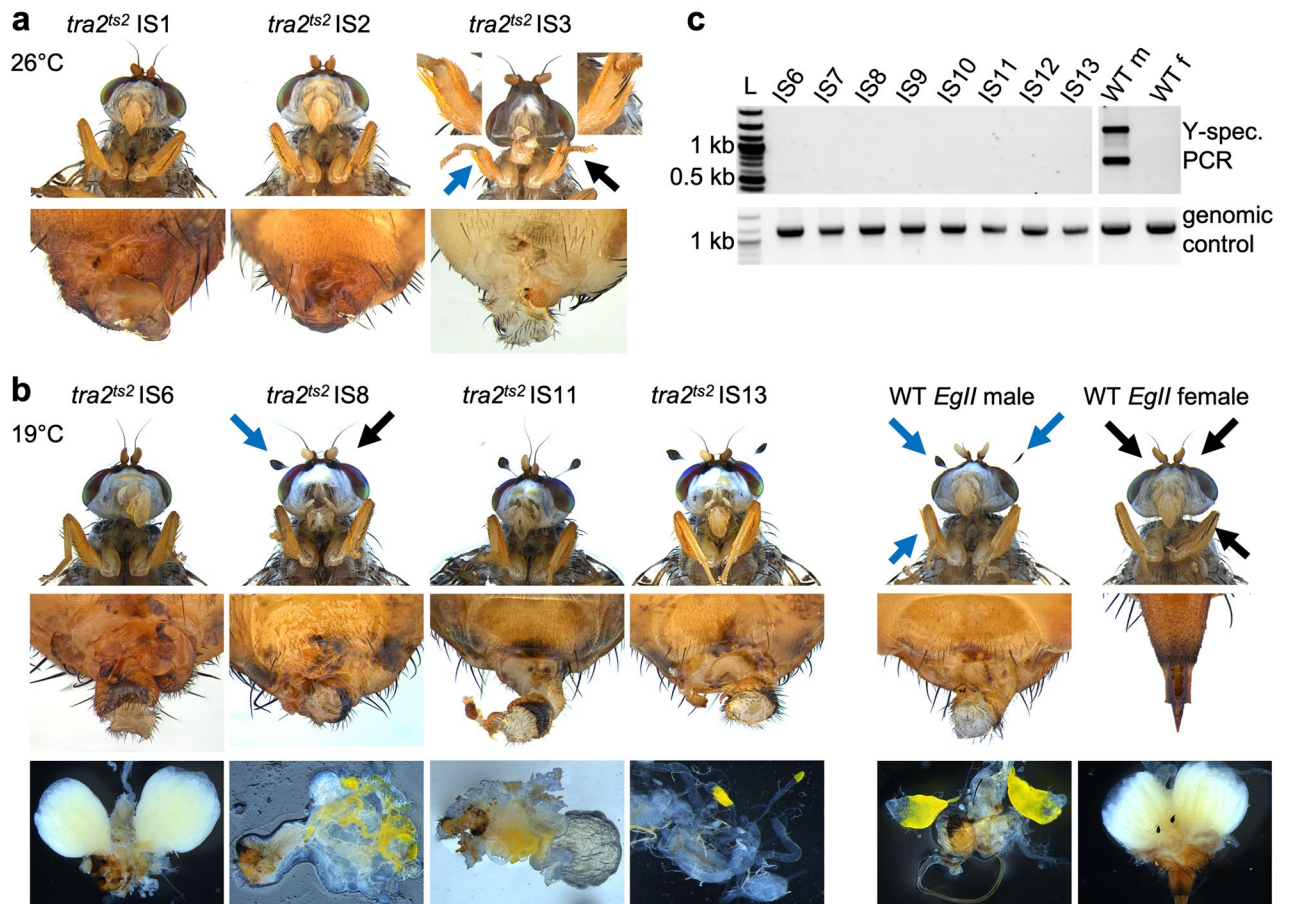 a
tra2ts2 IS1
tra2ts2 IS2
tra2ts2 IS3
26°C
c
L
IS6
IS7
IS8
IS9
IS10
IS11
IS12
IS13
WT m
WT f
1 kb
0.5 kb
Y-spec.
PCR
1 kb
genomic
control
b
tra2ts2 IS6
tra2ts2 IS8
tra2ts2 IS11
tra2ts2 IS13
WT EgII male
WT EgII female
19°C